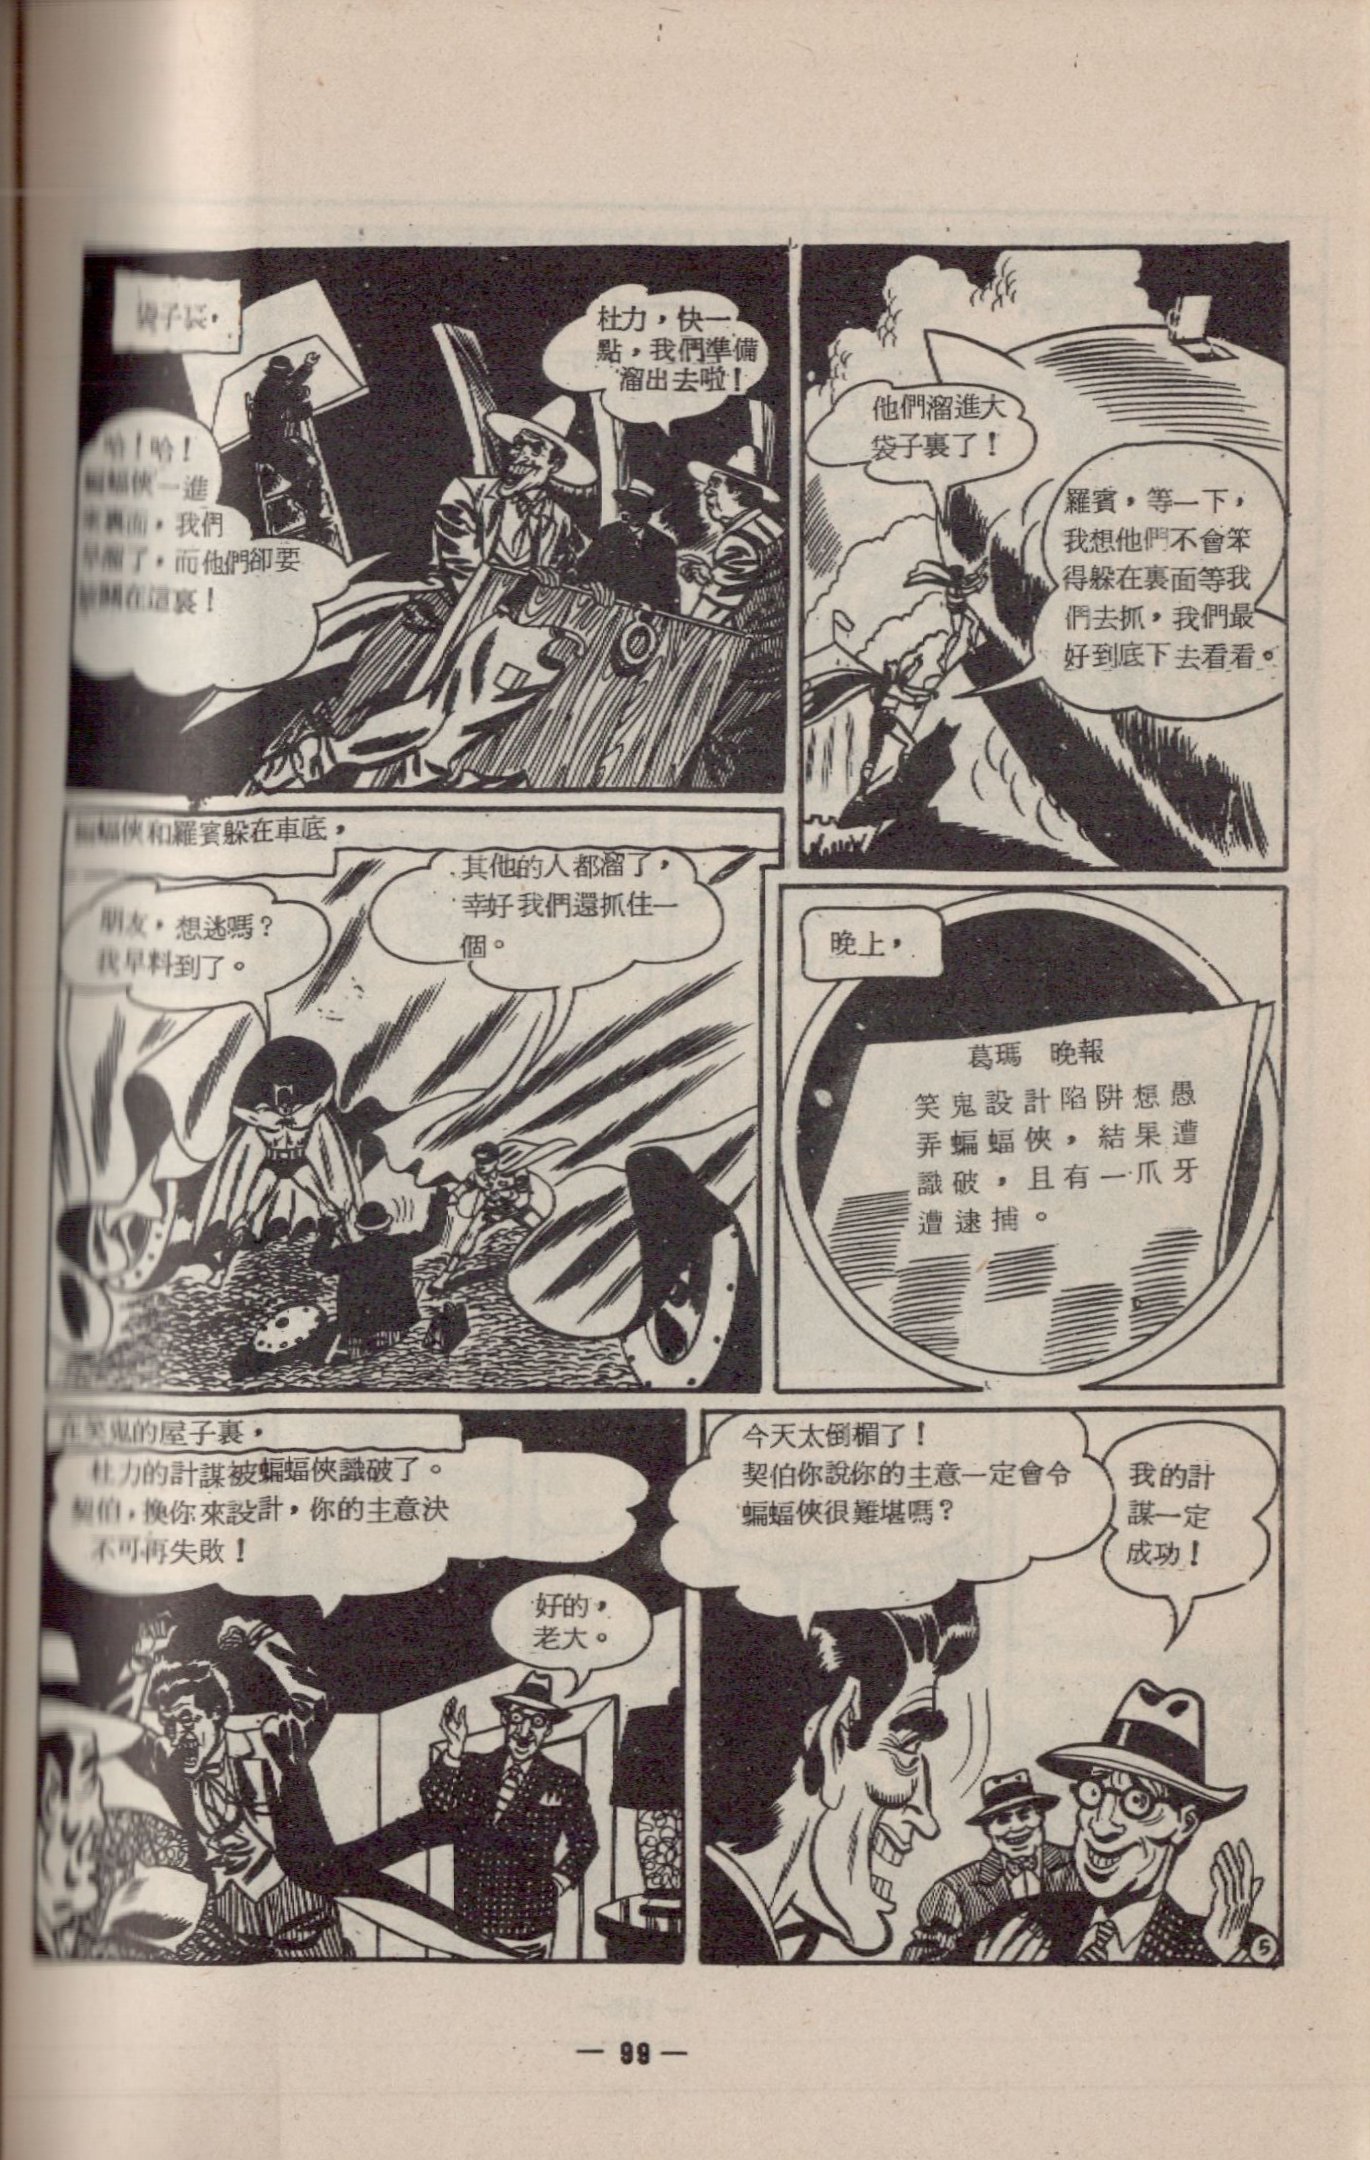 袋子裏，
杜力，快一
點，我們準備
溜出去啦！
哈！哈！
蝙蝠俠一進
來裏面，我們
早溜了，而他們卻要
在這裏！
他們溜進大
袋子裏了！
羅賓，等一下，
我想他們不會笨
得躲在裏面等我
們去抓，我們最
好到底下去看看。
蝙蝠俠和羅賓躲在車底，
朋友，想逃嗎？
我早料到了。
其他的人都溜了，
幸好我們還抓住一
個。
晚上，
葛瑪 晚報
笑鬼設計陷阱想愚
弄蝙蝠俠，結果遭
識破，且有一爪牙
遭逮捕。
在笑鬼的屋子裏，
杜力的計謀被蝙蝠俠識破了。
契伯，換你來設計，你的主意決
不可再失敗！
好的，
老大。
今天太倒楣了！
契伯你說你的主意一定會令
蝙蝠俠很難堪嗎？
我的計
謀一定
成功！
5
— 99 —